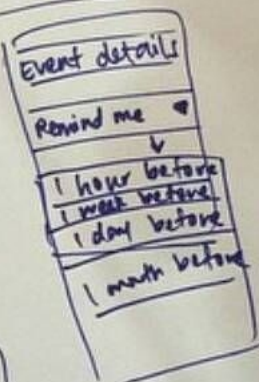 Event details
Remind me
1 hour before
1 week before
1 day before
1 month before